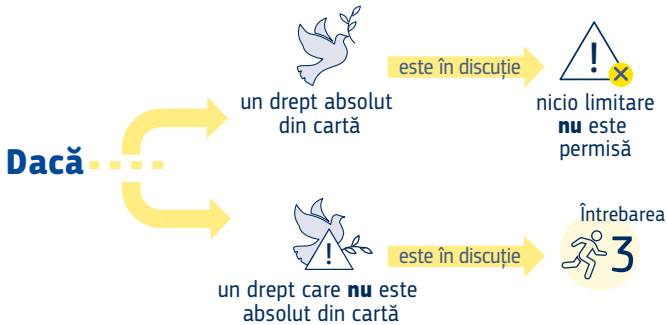 Dacă
un drept absolut
din cartă
este în discuție
!
nicio limitare
nu este
permisă
!
un drept care nu este
absolut din cartă
este în discuție
Întrebarea
3